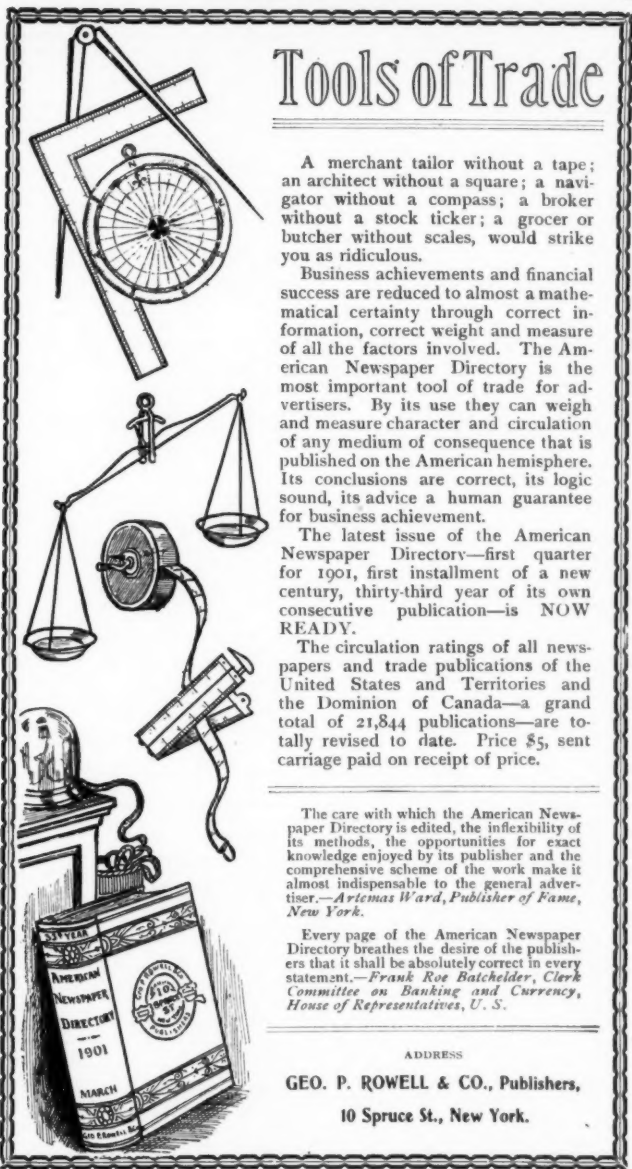 Tools of Trade
A merchant tailor without a tape;
an architect without a square; a navi-
gator without a compass; a broker
without a stock ticker; a grocer or
butcher without scales, would strike
you as ridiculous.
Business achievements and financial
success are reduced to almost a mathe-
matical certainty through correct in-
formation, correct weight and measure
of all the factors involved. The Am-
erican Newspaper Directory is the
most important tool of trade for ad-
vertisers. By its use they can weigh
and measure character and circulation
of any medium of consequence that is
published on the American hemisphere.
Its conclusions are correct, its logic
sound, its advice a human guarantee
for business achievement.
The latest issue of the American
Newspaper Directory—first quarter
for 1901, first installment of a new
century, thirty-third year of its own
consecutive publication—is NOW
READY.
The circulation ratings of all news-
papers and trade publications of the
United States and Territories and
the Dominion of Canada—a grand
total of 21,844 publications—are to-
tally revised to date. Price $5, sent
carriage paid on receipt of price.
The care with which the American News-
paper Directory is edited, the inflexibility of
its methods, the opportunities for exact
knowledge enjoyed by its publisher and the
comprehensive scheme of the work make it
almost indispensable to the general adver-
tiser.—Artemas Ward, Publisher of Fame,
New York.
Every page of the American Newspaper
Directory breathes the desire of the publish-
ers that it shall be absolutely correct in every
statement.—Frank Roe Batchelder, Clerk
Committee on Banking and Currency,
House of Representatives, U. S.
ADDRESS
GEO. P. ROWELL & CO., Publishers,
10 Spruce St., New York.
YEAR
AMERICAN
NEWSPAPER
DIRECTORY
1901
MARCH
GEO P. ROWELL & Co
GEO P. ROWELL & Co
10
SPRUCE
ST
NEW YORK
PUBLISHERS